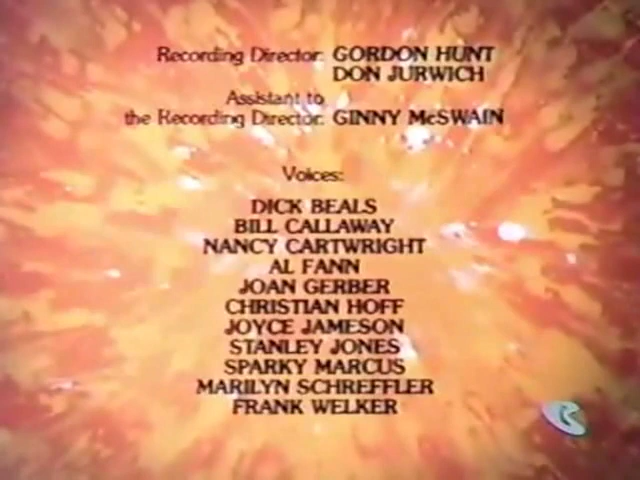 Recording Director: GORDON HUNT
DON JURWICH
Assistant to
the Recording Director: GINNY McSWAIN
Voices:
DICK BEALS
BILL CALLAWAY
NANCY CARTWRIGHT
AL FANN
JOAN GERBER
CHRISTIAN HOFF
JOYCE JAMESON
STANLEY JONES
SPARKY MARCUS
MARILYN SCHREFFLER
FRANK WELKER